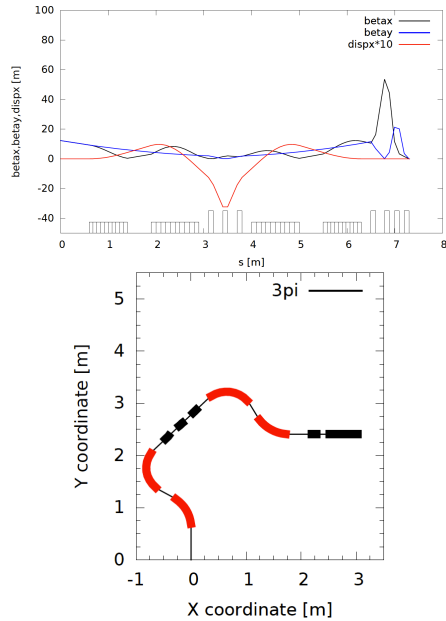 betax
betay
dispx*10
betax,betay,dispx [m]
100
80
60
40
20
0
-20
-40
0 1 2 3 4 5 6 7 8
s [m]
3pi
Y coordinate [m]
5
4
3
2
1
0
-1 0 1 2 3
X coordinate [m]